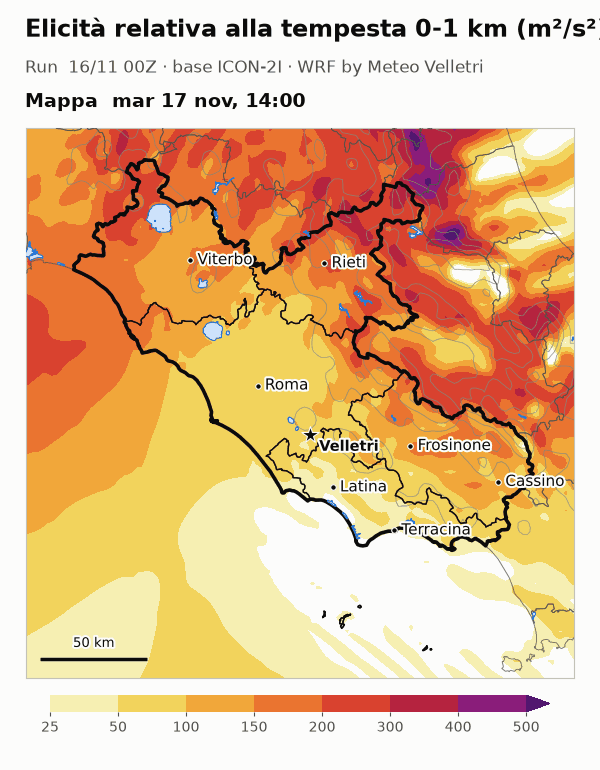 Elicità relativa alla tempesta 0-1 km (m²/s²)
Run 16/11 00Z · base ICON-2I · WRF by Meteo Velletri
Mappa mar 17 nov, 14:00
Viterbo
Rieti
Roma
Velletri
Frosinone
Cassino
Latina
Terracina
50 km
25 50 100 150 200 300 400 500